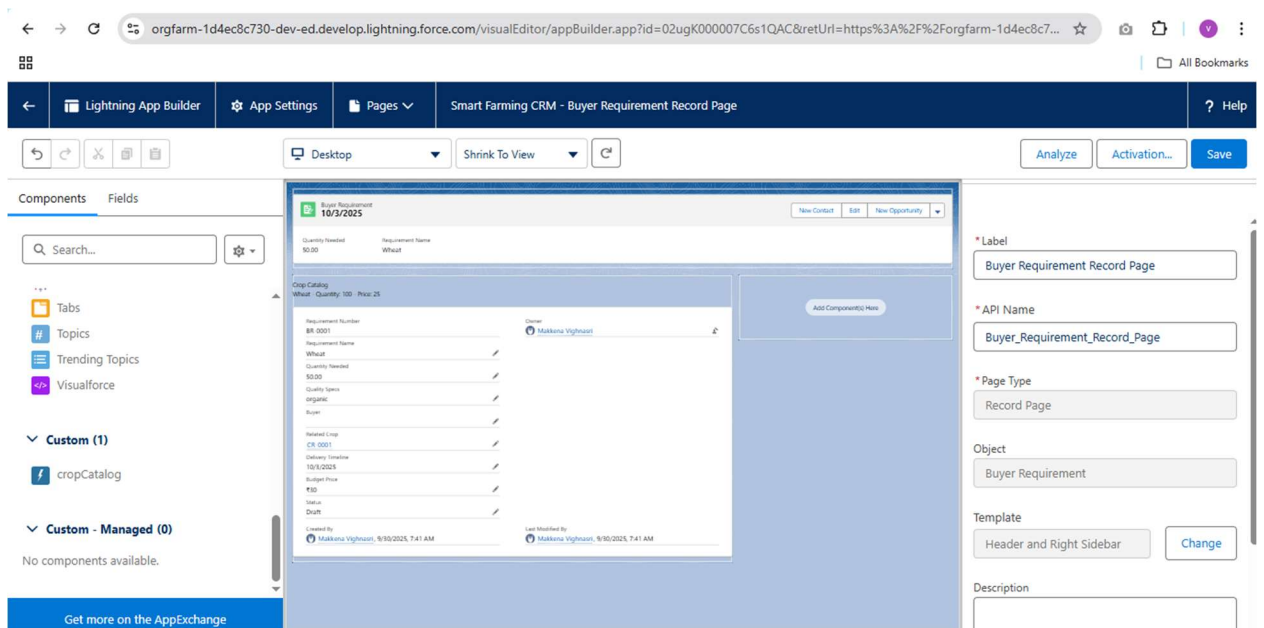 orgfarm-1d4ec8c730-dev-ed.develop.lightning.force.com/visualEditor/appBuilder.app?id=02ugK000007C6s1QAC&retUrl=https%3A%2F%2Forgfarm-1d4ec8c7...
V
All Bookmarks
Lightning App Builder
App Settings
Pages
Smart Farming CRM - Buyer Requirement Record Page
? Help
Desktop
Shrink To View
Analyze
Activation...
Save
Components
Fields
Search...
Tabs
Topics
Trending Topics
Visualforce
Custom (1)
cropCatalog
Custom - Managed (0)
No components available.
Get more on the AppExchange
Buyer Requirement
10/3/2025
New Contact
Edit
New Opportunity
Quantity Needed
50.00
Requirement Name
Wheat
Crop Catalog
Wheat - Quantity: 100 - Price: 25
Requirement Number
BR-0001
Owner
Makkena Vighnasri
Requirement Name
Wheat
Quantity Needed
50.00
Quality Specs
organic
Buyer
Related Crop
CR-0001
Delivery Timeline
10/3/2025
Budget Price
₹30
Status
Draft
Created By
Makkena Vighnasri, 9/30/2025, 7:41 AM
Last Modified By
Makkena Vighnasri, 9/30/2025, 7:41 AM
Add Component(s) Here
* Label
Buyer Requirement Record Page
* API Name
Buyer_Requirement_Record_Page
* Page Type
Record Page
Object
Buyer Requirement
Template
Header and Right Sidebar
Change
Description